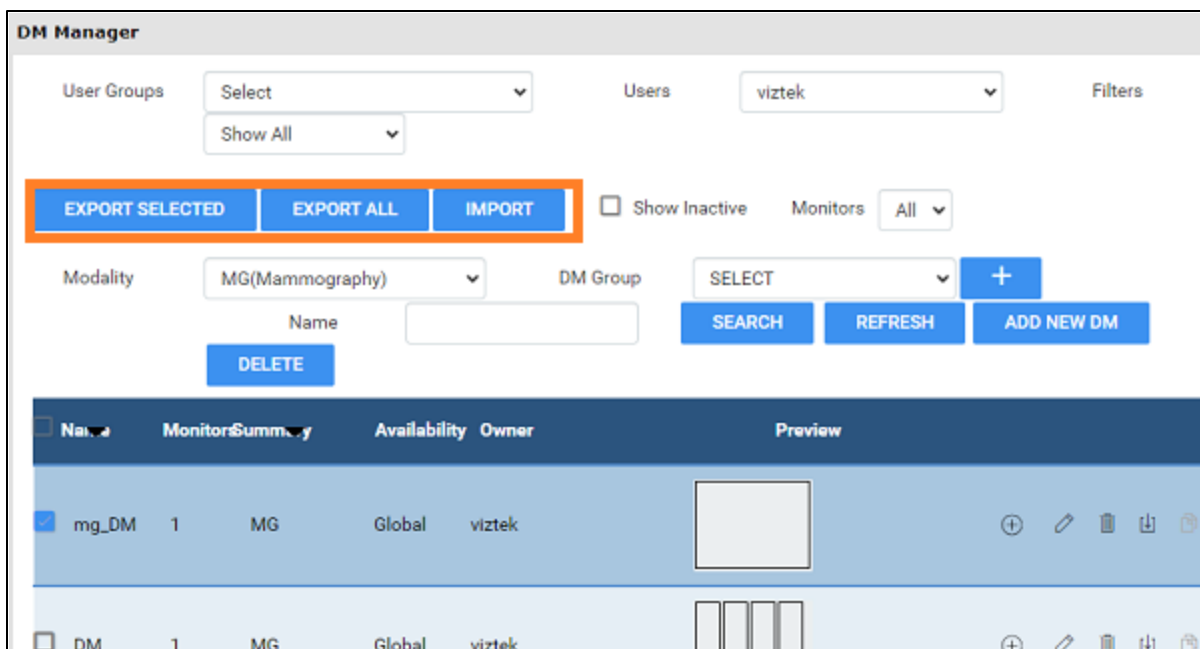 DM Manager
User Groups Select Users viztek Filters
Show All
EXPORT SELECTED EXPORT ALL IMPORT Show Inactive Monitors All
Modality MG(Mammography) DM Group SELECT +
Name SEARCH REFRESH ADD NEW DM
DELETE
Name Monitors Summary Availability Owner Preview
mg_DM 1 MG Global viztek
DM 1 MG Global viztek